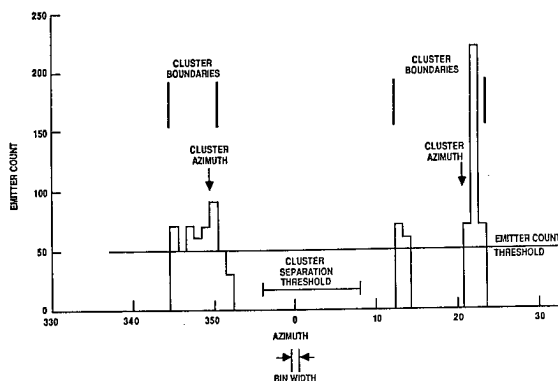 250
200
150
100
50
0
EMITTER COUNT
CLUSTER
BOUNDARIES
CLUSTER
AZIMUTH
CLUSTER
SEPARATION
THRESHOLD
CLUSTER
BOUNDARIES
CLUSTER
AZIMUTH
EMITTER COUNT
THRESHOLD
330
340
350
0
10
20
30
AZIMUTH
BIN WIDTH